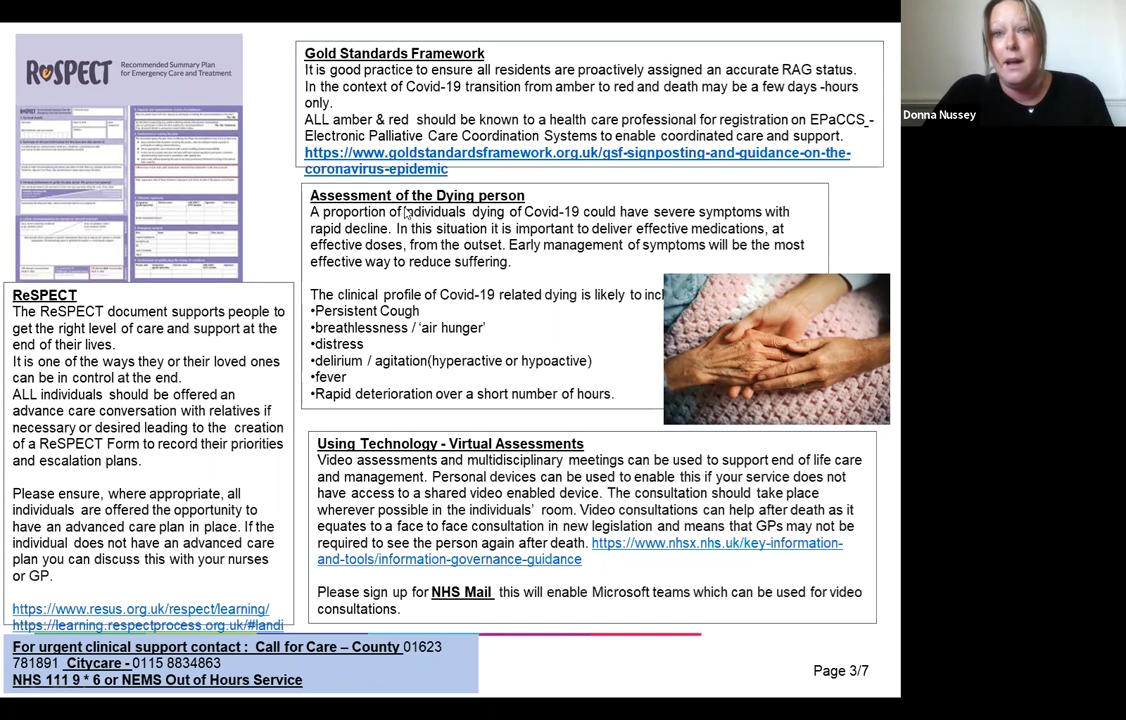 ReSPECT
Recommended Summary Plan
for Emergency Care and Treatment
ReSPECT
The ReSPECT document supports people to
get the right level of care and support at the
end of their lives.
It is one of the ways they or their loved ones
can be in control at the end.
ALL individuals should be offered an
advance care conversation with relatives if
necessary or desired leading to the creation
of a ReSPECT Form to record their priorities
and escalation plans.
Please ensure, where appropriate, all
individuals are offered the opportunity to
have an advanced care plan in place. If the
individual does not have an advanced care
plan you can discuss this with your nurses
or GP.
https://www.resus.org.uk/respect/learning/
https://learning.respectprocess.org.uk/#landi
For urgent clinical support contact : Call for Care – County 01623
781891 Citycare - 0115 8834863
NHS 111 9 * 6 or NEMS Out of Hours Service
Gold Standards Framework
It is good practice to ensure all residents are proactively assigned an accurate RAG status.
In the context of Covid-19 transition from amber to red and death may be a few days -hours
only.
ALL amber & red should be known to a health care professional for registration on EPaCCS -
Electronic Palliative Care Coordination Systems to enable coordinated care and support.
https://www.goldstandardsframework.org.uk/gsf-signposting-and-guidance-on-the-
coronavirus-epidemic
Assessment of the Dying person
A proportion of individuals dying of Covid-19 could have severe symptoms with
rapid decline. In this situation it is important to deliver effective medications, at
effective doses, from the outset. Early management of symptoms will be the most
effective way to reduce suffering.
The clinical profile of Covid-19 related dying is likely to incl
•Persistent Cough
•breathlessness / ‘air hunger’
•distress
•delirium / agitation(hyperactive or hypoactive)
•fever
•Rapid deterioration over a short number of hours.
Using Technology - Virtual Assessments
Video assessments and multidisciplinary meetings can be used to support end of life care
and management. Personal devices can be used to enable this if your service does not
have access to a shared video enabled device. The consultation should take place
wherever possible in the individuals’ room. Video consultations can help after death as it
equates to a face to face consultation in new legislation and means that GPs may not be
required to see the person again after death. https://www.nhsx.nhs.uk/key-information-
and-tools/information-governance-guidance
Please sign up for NHS Mail this will enable Microsoft teams which can be used for video
consultations.
Page 3/7
Donna Nussey